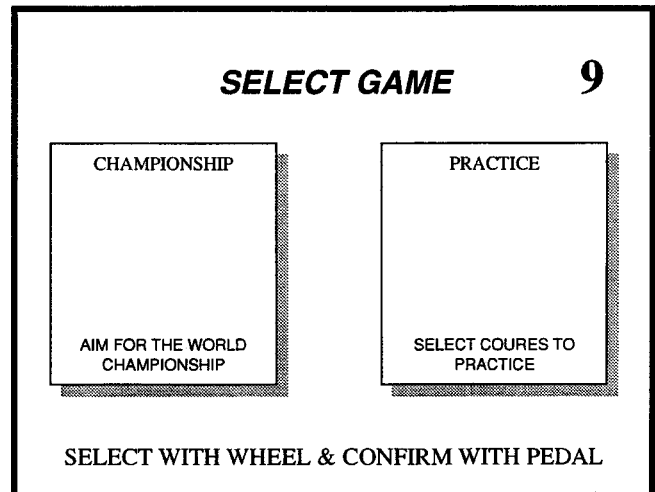 SELECT GAME 9
CHAMPIONSHIP
AIM FOR THE WORLD
CHAMPIONSHIP
PRACTICE
SELECT COURES TO
PRACTICE
SELECT WITH WHEEL & CONFIRM WITH PEDAL